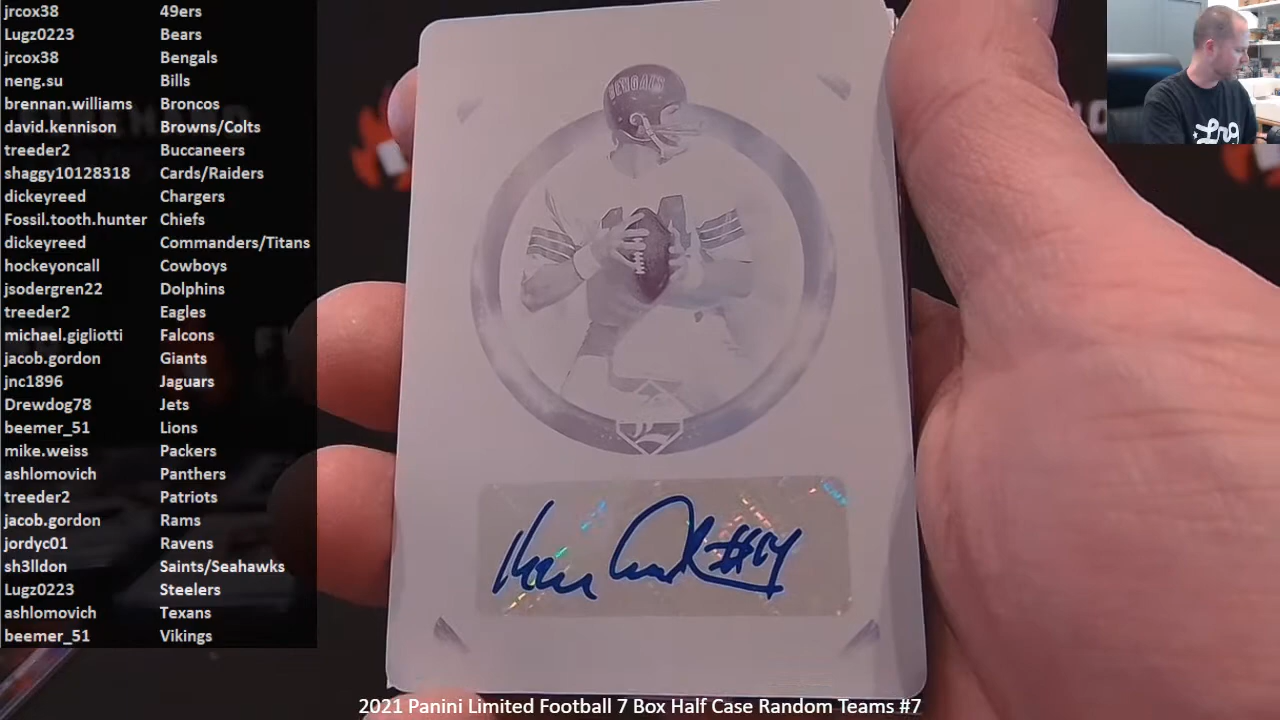 jrcox38 49ers
Lugz0223 Bears
jrcox38 Bengals
neng.su Bills
brennan.williams Broncos
david.kennison Browns/Colts
treeder2 Buccaneers
shaggy10128318 Cards/Raiders
dickeyreed Chargers
Fossil.tooth.hunter Chiefs
dickeyreed Commanders/Titans
hockeyoncall Cowboys
jsodergren22 Dolphins
treeder2 Eagles
michael.gigliotti Falcons
jacob.gordon Giants
jnc1896 Jaguars
Drewdog78 Jets
beemer_51 Lions
mike.weiss Packers
ashlomovich Panthers
treeder2 Patriots
jacob.gordon Rams
jordyc01 Ravens
sh3lldon Saints/Seahawks
Lugz0223 Steelers
ashlomovich Texans
beemer_51 Vikings
BENGALS
#14
2021 Panini Limited Football 7 Box Half Case Random Teams #7